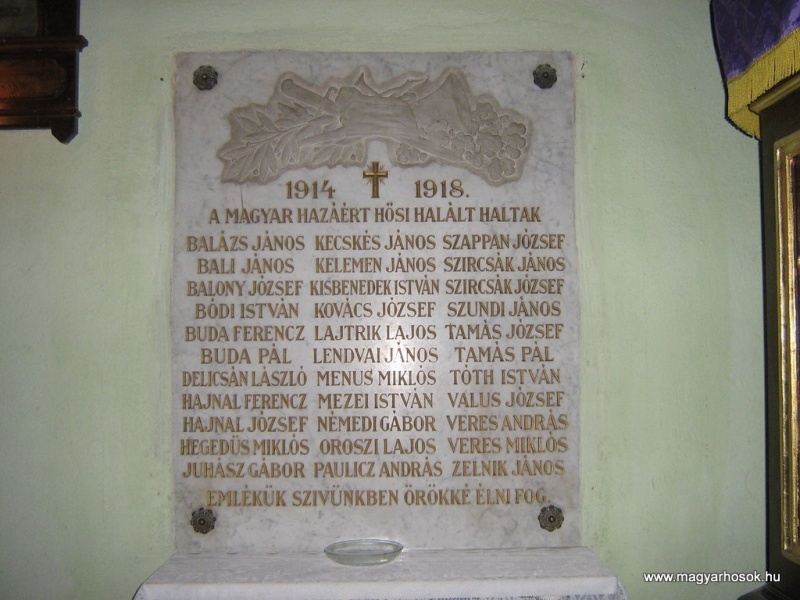 1914 1918.
A MAGYAR HAZÁÉRT HŐSI HALÁLT HALTAK
BALÁZS JÁNOS KECSKÉS JÁNOS SZAPPAN JÓZSEF
BALI JÁNOS KELEMEN JÁNOS SZIRCSÁK JÁNOS
BALONY JÓZSEF KISBENEDEK ISTVÁN SZIRCSÁK JÓZSEF
BÓDI ISTVÁN KOVÁCS JÓZSEF SZUNDI JÁNOS
BUDA FERENCZ LAJTRIK LAJOS TAMÁS JÓZSEF
BUDA PÁL LENDVAI JÁNOS TAMÁS PÁL
DELICSÁN LÁSZLÓ MENUS MIKLÓS TÓTH ISTVÁN
HAJNAL FERENCZ MEZEI ISTVÁN VALUS JÓZSEF
HAJNAL JÓZSEF NÉMEDI GÁBOR VERES ANDRÁS
HEGEDÜS MIKLÓS OROSZI LAJOS VERES MIKLÓS
JUHÁSZ GÁBOR PAULICZ ANDRÁS ZELNIK JÁNOS
EMLÉKÜK SZIVÜNKBEN ÖRÖKKÉ ÉLNI FOG.
www.magyarhosok.hu